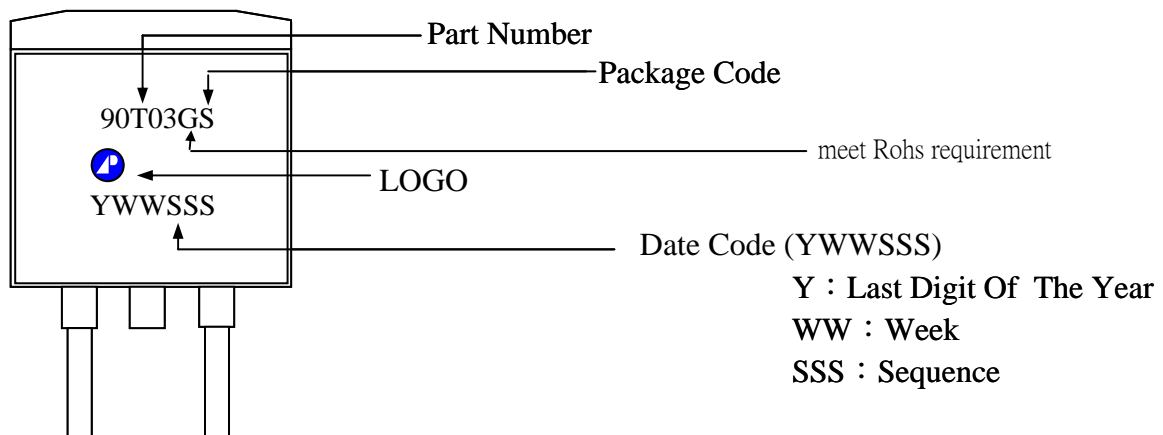 Part Number
Package Code
90T03GS
meet Rohs requirement
LOGO
YWWSSS
Date Code (YWWSSS)
Y：Last Digit Of The Year
WW：Week
SSS：Sequence